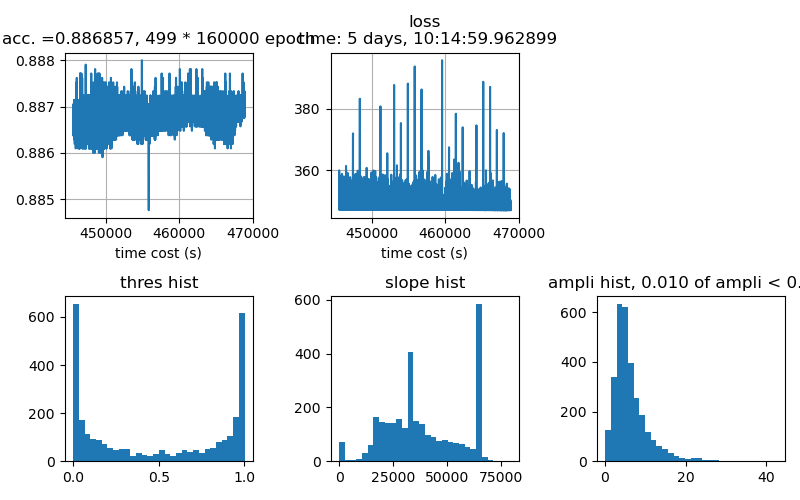 acc. =0.886857, 499 * 160000 epoch
loss
time: 5 days, 10:14:59.962899
0.888
0.887
0.886
0.885
450000 460000 470000
time cost (s)
380
360
450000 460000 470000
time cost (s)
thres hist
600
400
200
0
0.0 0.5 1.0
slope hist
600
400
200
0
0 25000 50000 75000
ampli hist, 0.010 of ampli < 0.
600
400
200
0
0 20 40